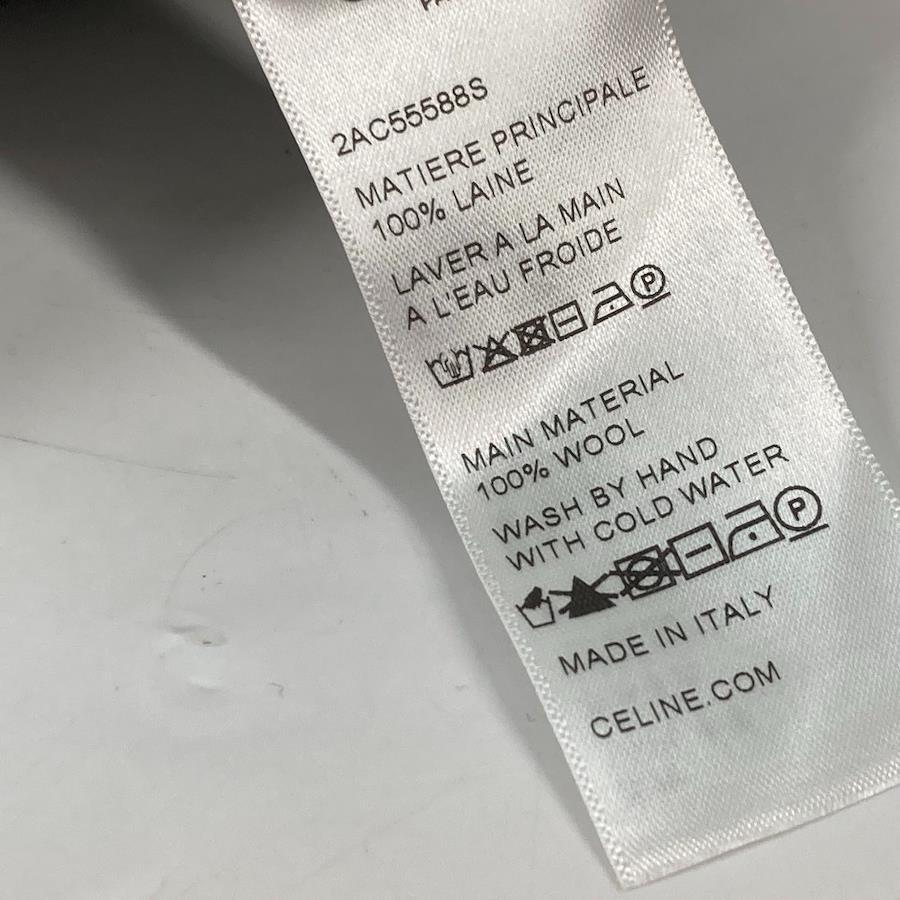 2AC55588S
MATIERE PRINCIPALE
100% LAINE
LAVER A LA MAIN
A L'EAU FROIDE
P
MAIN MATERIAL
100% WOOL
WASH BY HAND
WITH COLD WATER
P
MADE IN ITALY
CELINE.COM